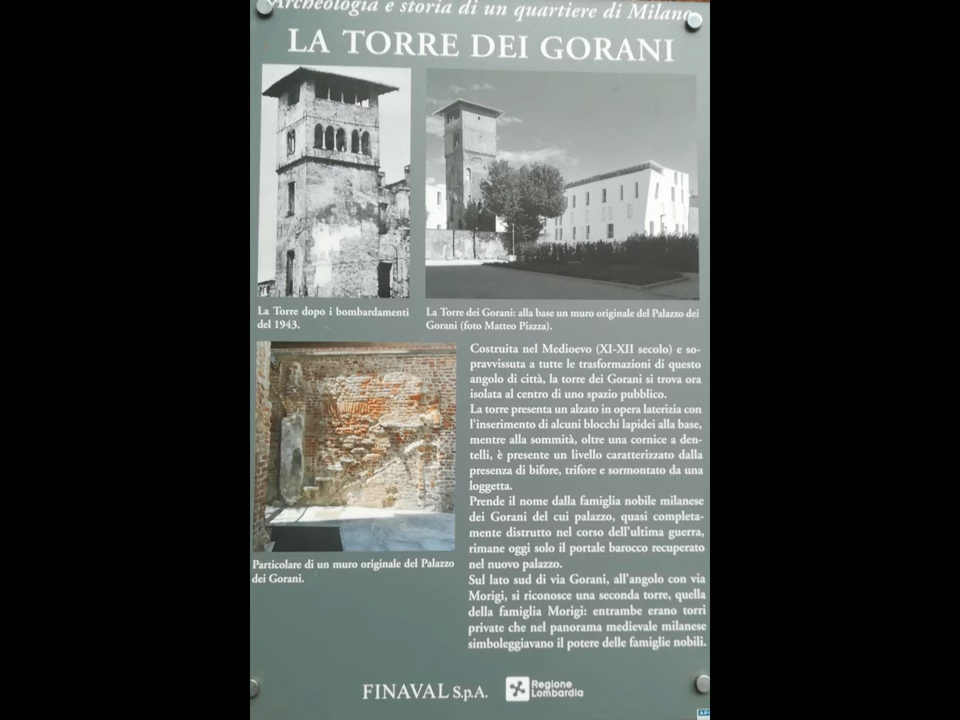 Archeologia e storia di un quartiere di Milano
LA TORRE DEI GORANI
La Torre dopo i bombardamenti
del 1943.
La Torre dei Gorani: alla base un muro originale del Palazzo dei
Gorani (foto Matteo Piazza).
Costruita nel Medioevo (XI-XII secolo) e so-
pravvissuta a tutte le trasformazioni di questo
angolo di città, la torre dei Gorani si trova ora
isolata al centro di uno spazio pubblico.
La torre presenta un alzato in opera laterizia con
l'inserimento di alcuni blocchi lapidei alla base,
mentre alla sommità, oltre una cornice a den-
telli, è presente un livello caratterizzato dalla
presenza di bifore, trifore e sormontato da una
loggetta.
Prende il nome dalla famiglia nobile milanese
dei Gorani del cui palazzo, quasi completa-
mente distrutto nel corso dell'ultima guerra,
rimane oggi solo il portale barocco recuperato
nel nuovo palazzo.
Sul lato sud di via Gorani, all'angolo con via
Morigi, si riconosce una seconda torre, quella
della famiglia Morigi: entrambe erano torri
private che nel panorama medievale milanese
simboleggiavano il potere delle famiglie nobili.
Particolare di un muro originale del Palazzo
dei Gorani.
FINAVAL S.p.A.
Regione
Lombardia